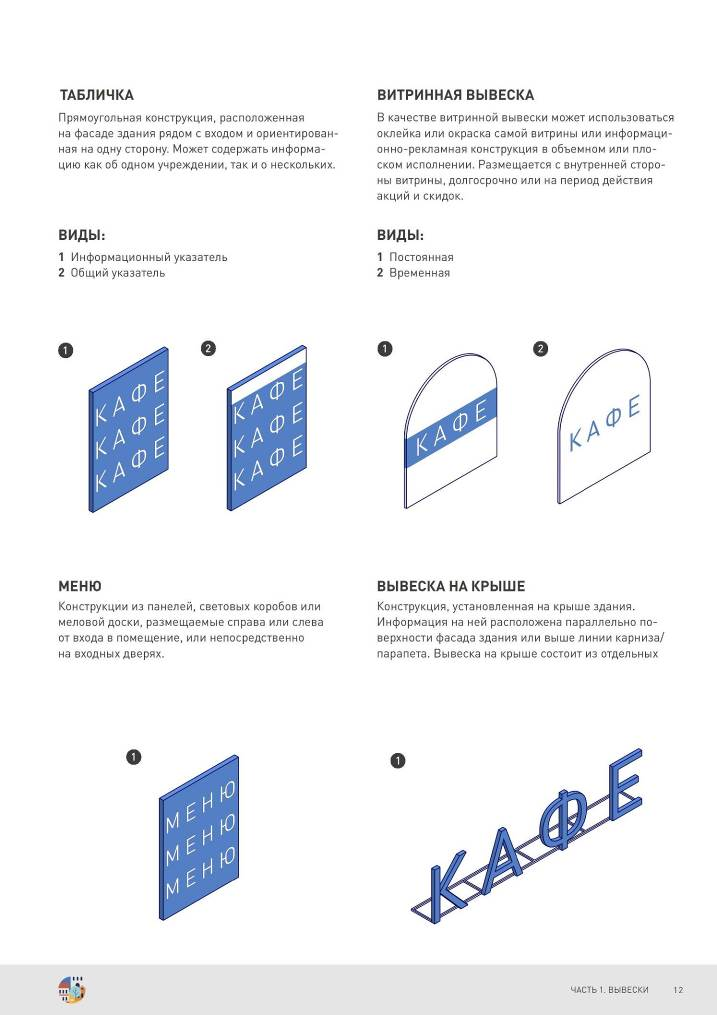 ТАБЛИЧКА
Прямоугольная конструкция, расположенная
на фасаде здания рядом с входом и ориентирован-
ная на одну сторону. Может содержать информа-
цию как об одном учреждении, так и о нескольких.
ВИДЫ:
1 Информационный указатель
2 Общий указатель
1
КАФЕ
КАФЕ
КАФЕ
2
КАФЕ
КАФЕ
КАФЕ
ВИТРИННАЯ ВЫВЕСКА
В качестве витринной вывески может использоваться
оклейка или окраска самой витрины или информаци-
онно-рекламная конструкция в объемном или пло-
ском исполнении. Размещается с внутренней сторо-
ны витрины, долгосрочно или на период действия
акций и скидок.
ВИДЫ:
1 Постоянная
2 Временная
1
КАФЕ
2
КАФЕ
МЕНЮ
Конструкции из панелей, световых коробов или
меловой доски, размещаемые справа или слева
от входа в помещение, или непосредственно
на входных дверях.
1
МЕНЮ
МЕНЮ
МЕНЮ
ВЫВЕСКА НА КРЫШЕ
Конструкция, установленная на крыше здания.
Информация на ней расположена параллельно по-
верхности фасада здания или выше линии карниза/
парапета. Вывеска на крыше состоит из отдельных
1
КАФЕ
ЧАСТЬ 1. ВЫВЕСКИ 12